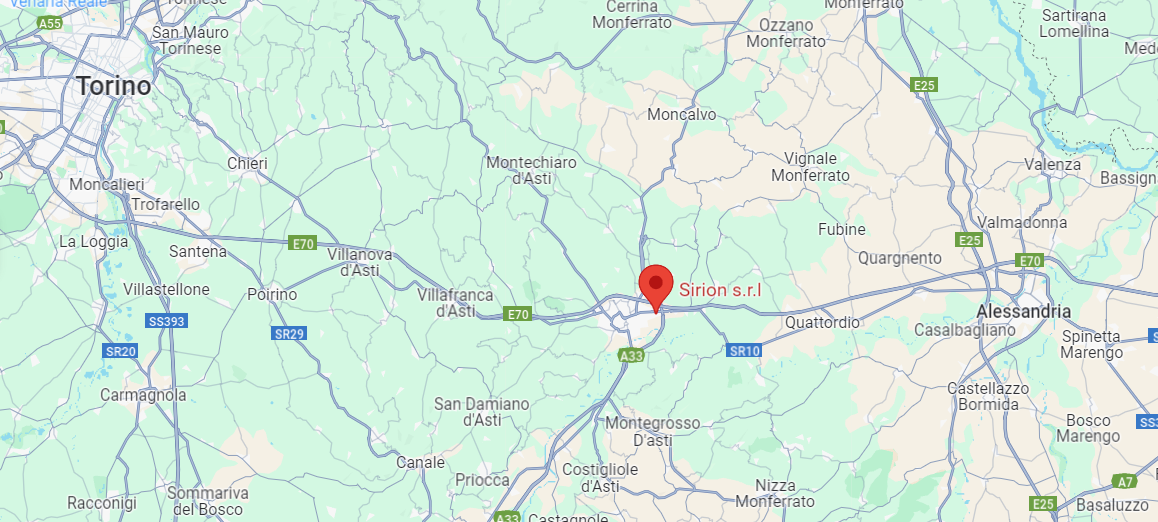 Venaria Reale
A55
San Mauro
Torinese
Torinese
Torino
Cerrina
Monferrato
Ozzano
Monferrato
Monferrato
Sartirana
Lomellina
E25
Moncalvo
Chieri
Montechiaro
d'Asti
Vignale
Monferrato
Valenza
Moncalieri
Trofarello
La Loggia
Santena
E70
Villanova
d'Asti
Fubine
Valmadonna
E25
Quargnento
E70
Villastellone
Poirino
Villafranca
d'Asti
E70
Sirion s.r.l
Quattordio
Alessandria
Casalbagliano
SS393
SR29
SR20
A33
SR10
Spinetta
Marengo
Carmagnola
San Damiano
d'Asti
Montegrosso
D'asti
Castellazzo
Bormida
Bosco
Marengo
Canale
Priocca
Costigliole
d'Asti
Nizza
Monferrato
A7
Racconigi
Sommariva
del Bosco
A33
Castagnole
E25
Basaluzzo